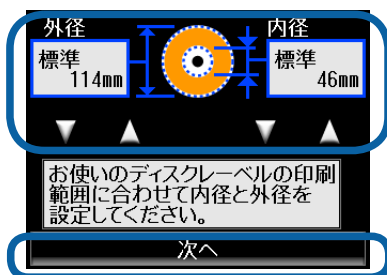 外径
内径
標準
114mm
標準
46mm
お使いのディスクレーベルの印刷
範囲に合わせて内径と外径を
設定してください。
次へ